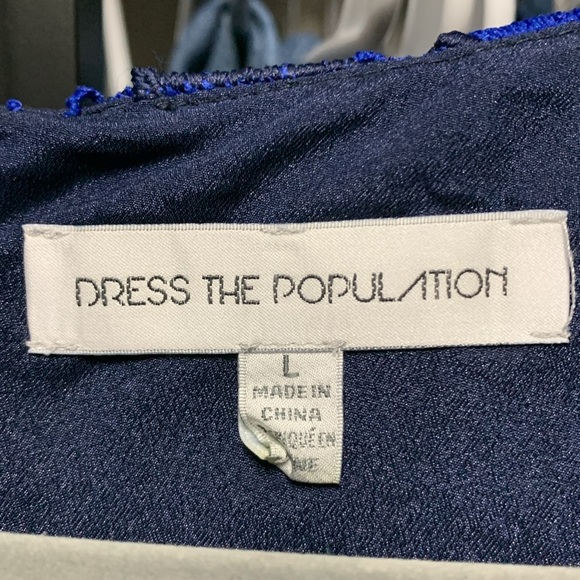 DRESS THE POPULATION
L
MADE IN
CHINA